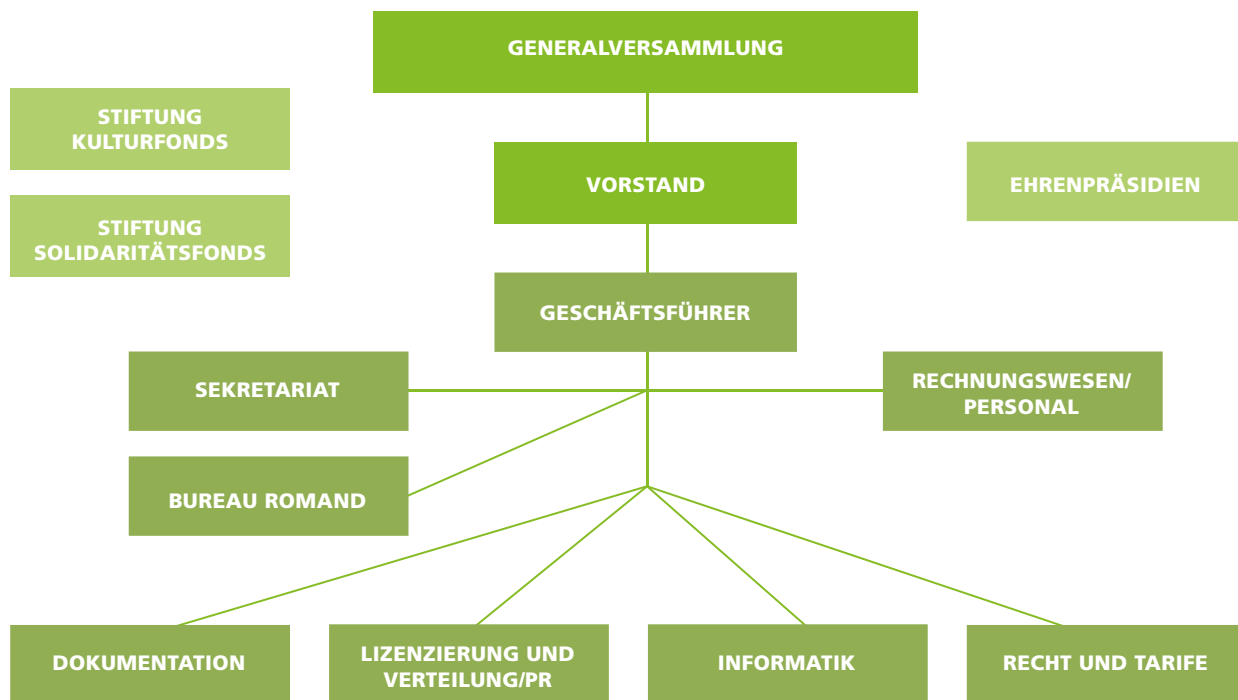 GENERALVERSAMMLUNG
STIFTUNG
KULTURFONDS
VORSTAND
EHRENPRÄSIDIEN
STIFTUNG
SOLIDARITÄTSFONDS
GESCHÄFTSFÜHRER
SEKRETARIAT
RECHNUNGSWESEN/
PERSONAL
BUREAU ROMAND
DOKUMENTATION
LIZENZIERUNG UND
VERTEILUNG/PR
INFORMATIK
RECHT UND TARIFE